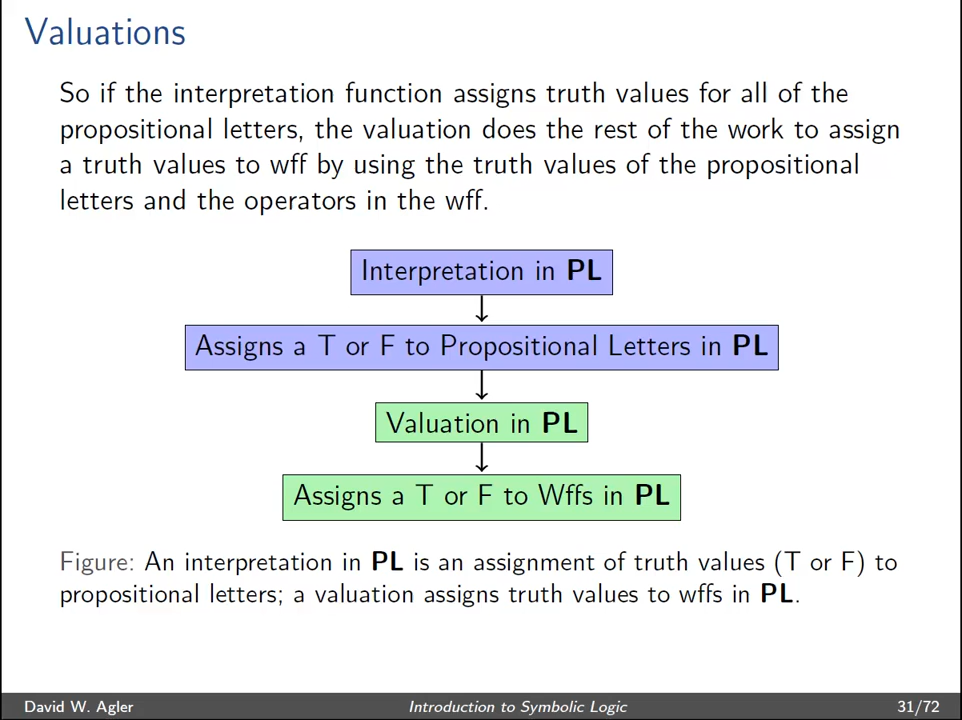 Valuations
So if the interpretation function assigns truth values for all of the
propositional letters, the valuation does the rest of the work to assign
a truth values to wff by using the truth values of the propositional
letters and the operators in the wff.
Interpretation in PL
Assigns a T or F to Propositional Letters in PL
Valuation in PL
Assigns a T or F to Wffs in PL
Figure: An interpretation in PL is an assignment of truth values (T or F) to
propositional letters; a valuation assigns truth values to wffs in PL.
David W. Agler Introduction to Symbolic Logic 31/72